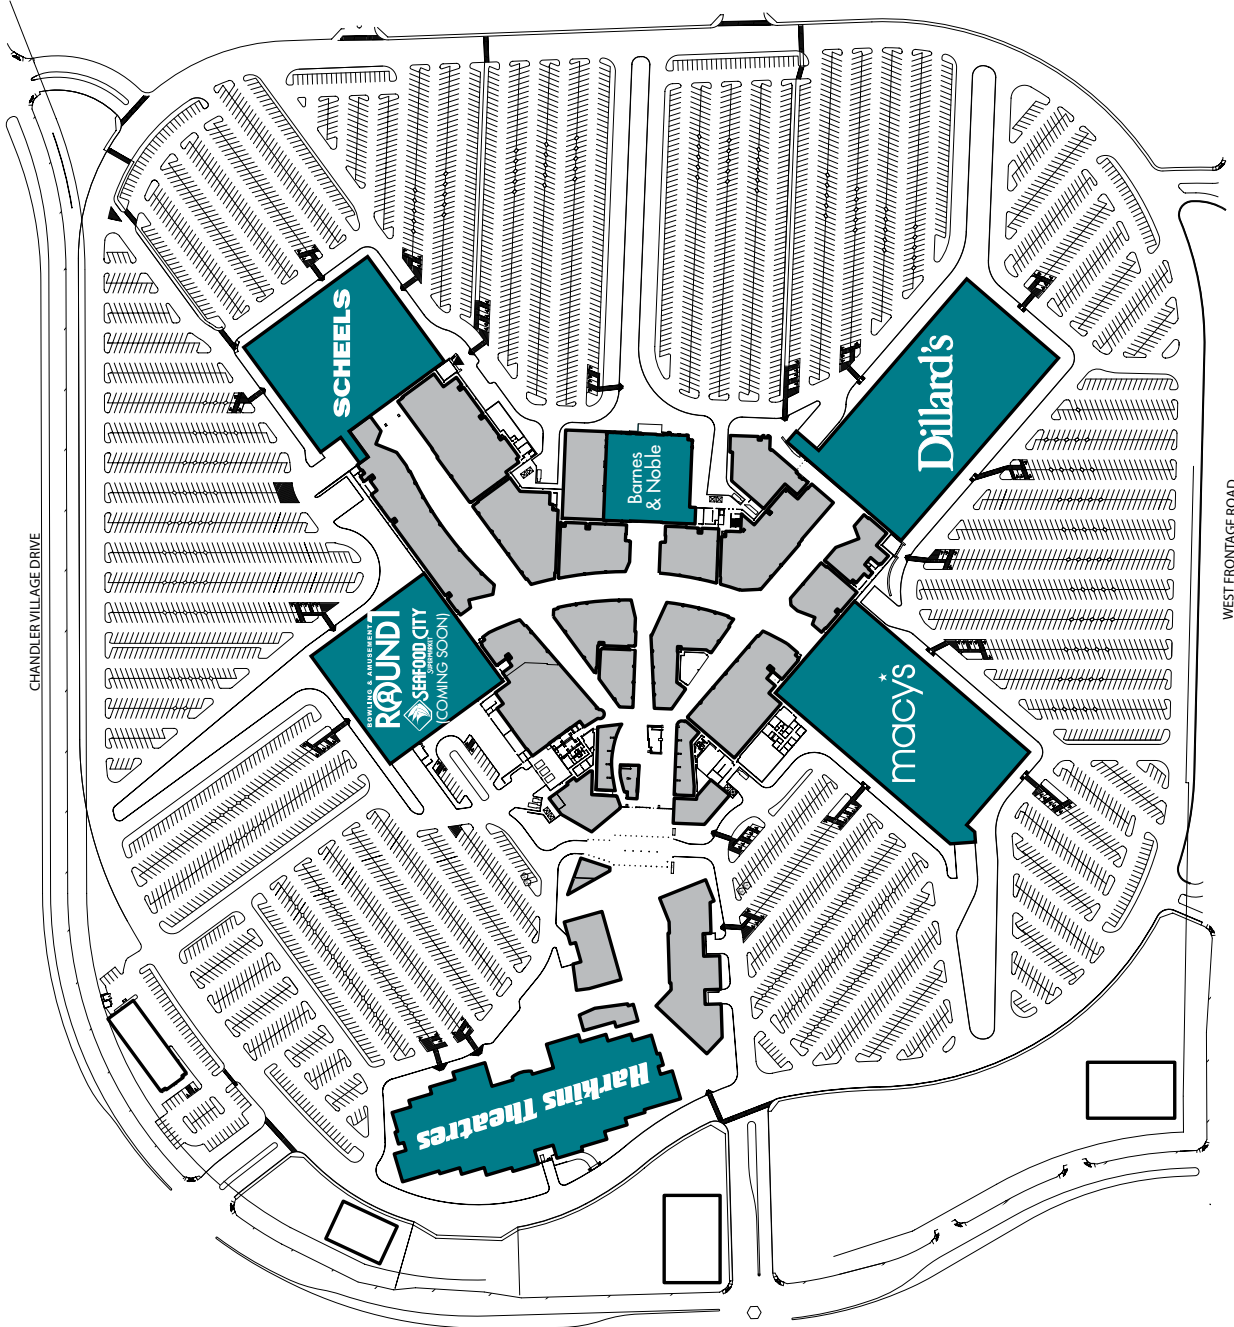 SCHEELS
Dillard's
Barnes
& Noble
CHANDLER VILLAGE DRIVE
WEST FRONTAGE ROAD
BOWLING & AMUSEMENT
ROUND1
SEAFOOD CITY
SUPERMARKET
(COMING SOON)
macy's
Harkins Theatres